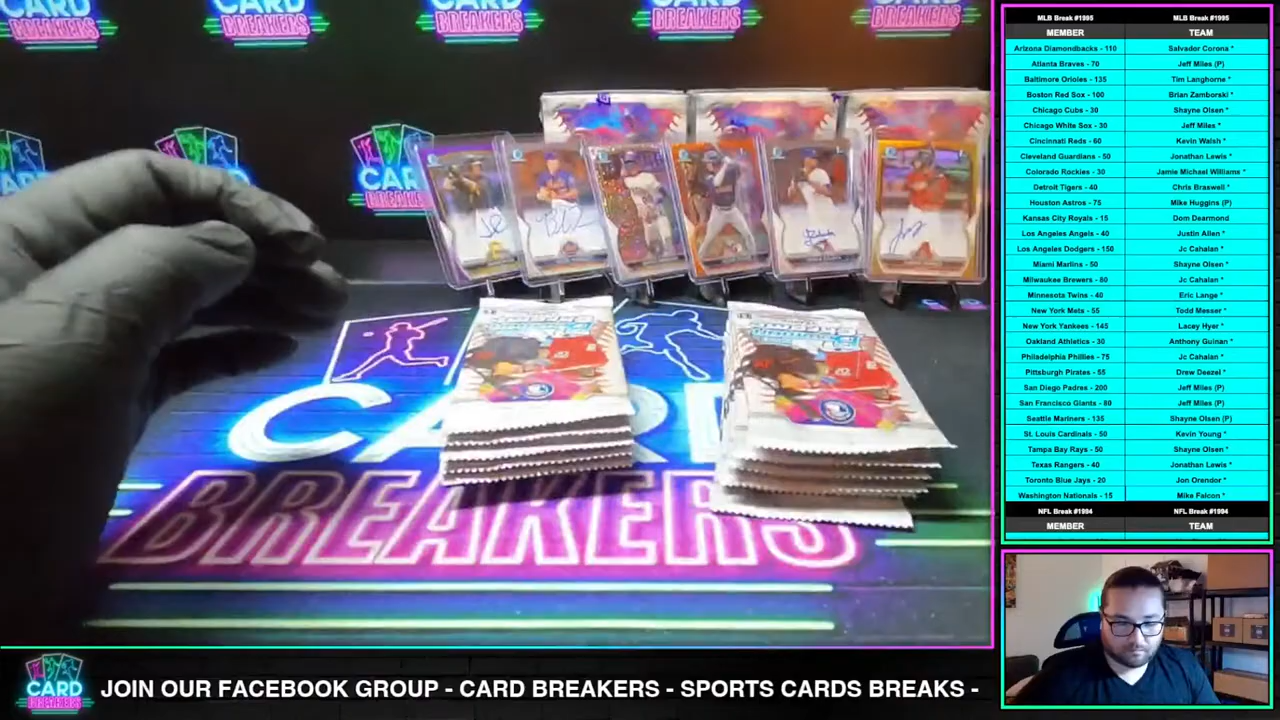 CARD
BREAKERS
CARD
BREAKERS
CARD
BREAKERS
CARD
BREAKERS
CARD
BREAKERS
BREAKERS
BREAKERS
MLB Break #1995 MLB Break #1995
MEMBER TEAM
Arizona Diamondbacks - 110 Salvador Corona *
Atlanta Braves - 70 Jeff Miles (P)
Baltimore Orioles - 135 Tim Langhorne *
Boston Red Sox - 100 Brian Zamborski *
Chicago Cubs - 30 Shayne Olsen *
Chicago White Sox - 30 Jeff Miles *
Cincinnati Reds - 60 Kevin Walsh *
Cleveland Guardians - 50 Jonathan Lewis *
Colorado Rockies - 30 Jamie Michael Williams *
Detroit Tigers - 40 Chris Braswell *
Houston Astros - 75 Mike Huggins (P)
Kansas City Royals - 15 Dom Dearmond
Los Angeles Angels - 40 Justin Allen *
Los Angeles Dodgers - 150 Jc Cahalan *
Miami Marlins - 50 Shayne Olsen *
Milwaukee Brewers - 80 Jc Cahalan *
Minnesota Twins - 40 Eric Lange *
New York Mets - 55 Todd Messer *
New York Yankees - 145 Lacey Hyer *
Oakland Athletics - 30 Anthony Guinan *
Philadelphia Phillies - 75 Jc Cahalan *
Pittsburgh Pirates - 55 Drew Deezel *
San Diego Padres - 200 Jeff Miles (P)
San Francisco Giants - 80 Jeff Miles (P)
Seattle Mariners - 135 Shayne Olsen (P)
St. Louis Cardinals - 50 Kevin Young *
Tampa Bay Rays - 50 Shayne Olsen *
Texas Rangers - 40 Jonathan Lewis *
Toronto Blue Jays - 20 Jon Orendor *
Washington Nationals - 15 Mike Falcon *
NFL Break #1994 NFL Break #1994
MEMBER TEAM
CARD
BREAKERS
JOIN OUR FACEBOOK GROUP - CARD BREAKERS - SPORTS CARDS BREAKS -